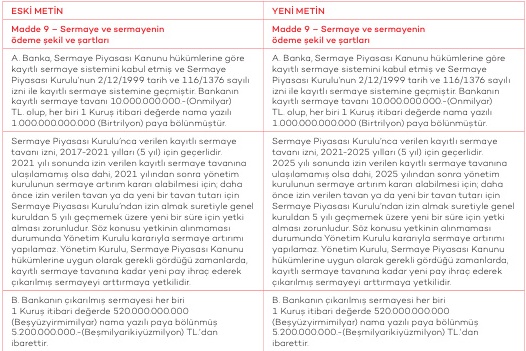 ESKİ METİN
Madde 9 – Sermaye ve sermayenin
ödeme şekil ve şartları
A. Banka, Sermaye Piyasası Kanunu hükümlerine göre
kayıtlı sermaye sistemini kabul etmiş ve Sermaye
Piyasası Kurulu'nun 2/12/1999 tarih ve 116/1376 sayılı
izni ile kayıtlı sermaye sistemine geçmiştir. Bankanın
kayıtlı sermaye tavanı 10.000.000.000.-(Onmilyar)
TL. olup, her biri 1 Kuruş itibari değerde nama yazılı
1.000.000.000.000 (Birtrilyon) paya bölünmüştür.
Sermaye Piyasası Kurulu'nca verilen kayıtlı sermaye
tavanı izni, 2017-2021 yılları (5 yıl) için geçerlidir.
2021 yılı sonunda izin verilen kayıtlı sermaye tavanına
ulaşılamamış olsa dahi, 2021 yılından sonra yönetim
kurulunun sermaye artırım kararı alabilmesi için; daha
önce izin verilen tavan ya da yeni bir tavan tutarı için
Sermaye Piyasası Kurulu'ndan izin almak suretiyle genel
kuruldan 5 yılı geçmemek üzere yeni bir süre için yetki
alması zorunludur. Söz konusu yetkinin alınmaması
durumunda Yönetim Kurulu kararıyla sermaye artırımı
yapılamaz. Yönetim Kurulu, Sermaye Piyasası Kanunu
hükümlerine uygun olarak gerekli gördüğü zamanlarda,
kayıtlı sermaye tavanına kadar yeni pay ihraç ederek
çıkarılmış sermayeyi arttırmaya yetkilidir.
B. Bankanın çıkarılmış sermayesi her biri
1 Kuruş itibari değerde 520.000.000.000
(Beşyüzyirmimilyar) nama yazılı paya bölünmüş
5.200.000.000.-(Beşmilyarikiyüzmilyon) TL.'dan
ibarettir.
YENİ METİN
Madde 9 – Sermaye ve sermayenin
ödeme şekil ve şartları
A. Banka, Sermaye Piyasası Kanunu hükümlerine göre
kayıtlı sermaye sistemini kabul etmiş ve Sermaye
Piyasası Kurulu'nun 2/12/1999 tarih ve 116/1376 sayılı
izni ile kayıtlı sermaye sistemine geçmiştir. Bankanın
kayıtlı sermaye tavanı 10.000.000.000.-(Onmilyar)
TL. olup, her biri 1 Kuruş itibari değerde nama yazılı
1.000.000.000.000 (Birtrilyon) paya bölünmüştür.
Sermaye Piyasası Kurulu'nca verilen kayıtlı sermaye
tavanı izni, 2021-2025 yılları (5 yıl) için geçerlidir.
2025 yılı sonunda izin verilen kayıtlı sermaye tavanına
ulaşılamamış olsa dahi, 2025 yılından sonra yönetim
kurulunun sermaye artırım kararı alabilmesi için; daha
önce izin verilen tavan ya da yeni bir tavan tutarı için
Sermaye Piyasası Kurulu'ndan izin almak suretiyle genel
kuruldan 5 yılı geçmemek üzere yeni bir süre için yetki
alması zorunludur. Söz konusu yetkinin alınmaması
durumunda Yönetim Kurulu kararıyla sermaye artırımı
yapılamaz. Yönetim Kurulu, Sermaye Piyasası Kanunu
hükümlerine uygun olarak gerekli gördüğü zamanlarda,
kayıtlı sermaye tavanına kadar yeni pay ihraç ederek
çıkarılmış sermayeyi arttırmaya yetkilidir.
B. Bankanın çıkarılmış sermayesi her biri
1 Kuruş itibari değerde 520.000.000.000
(Beşyüzyirmimilyar) nama yazılı paya bölünmüş
5.200.000.000.-(Beşmilyarikiyüzmilyon) TL.'dan
ibarettir.